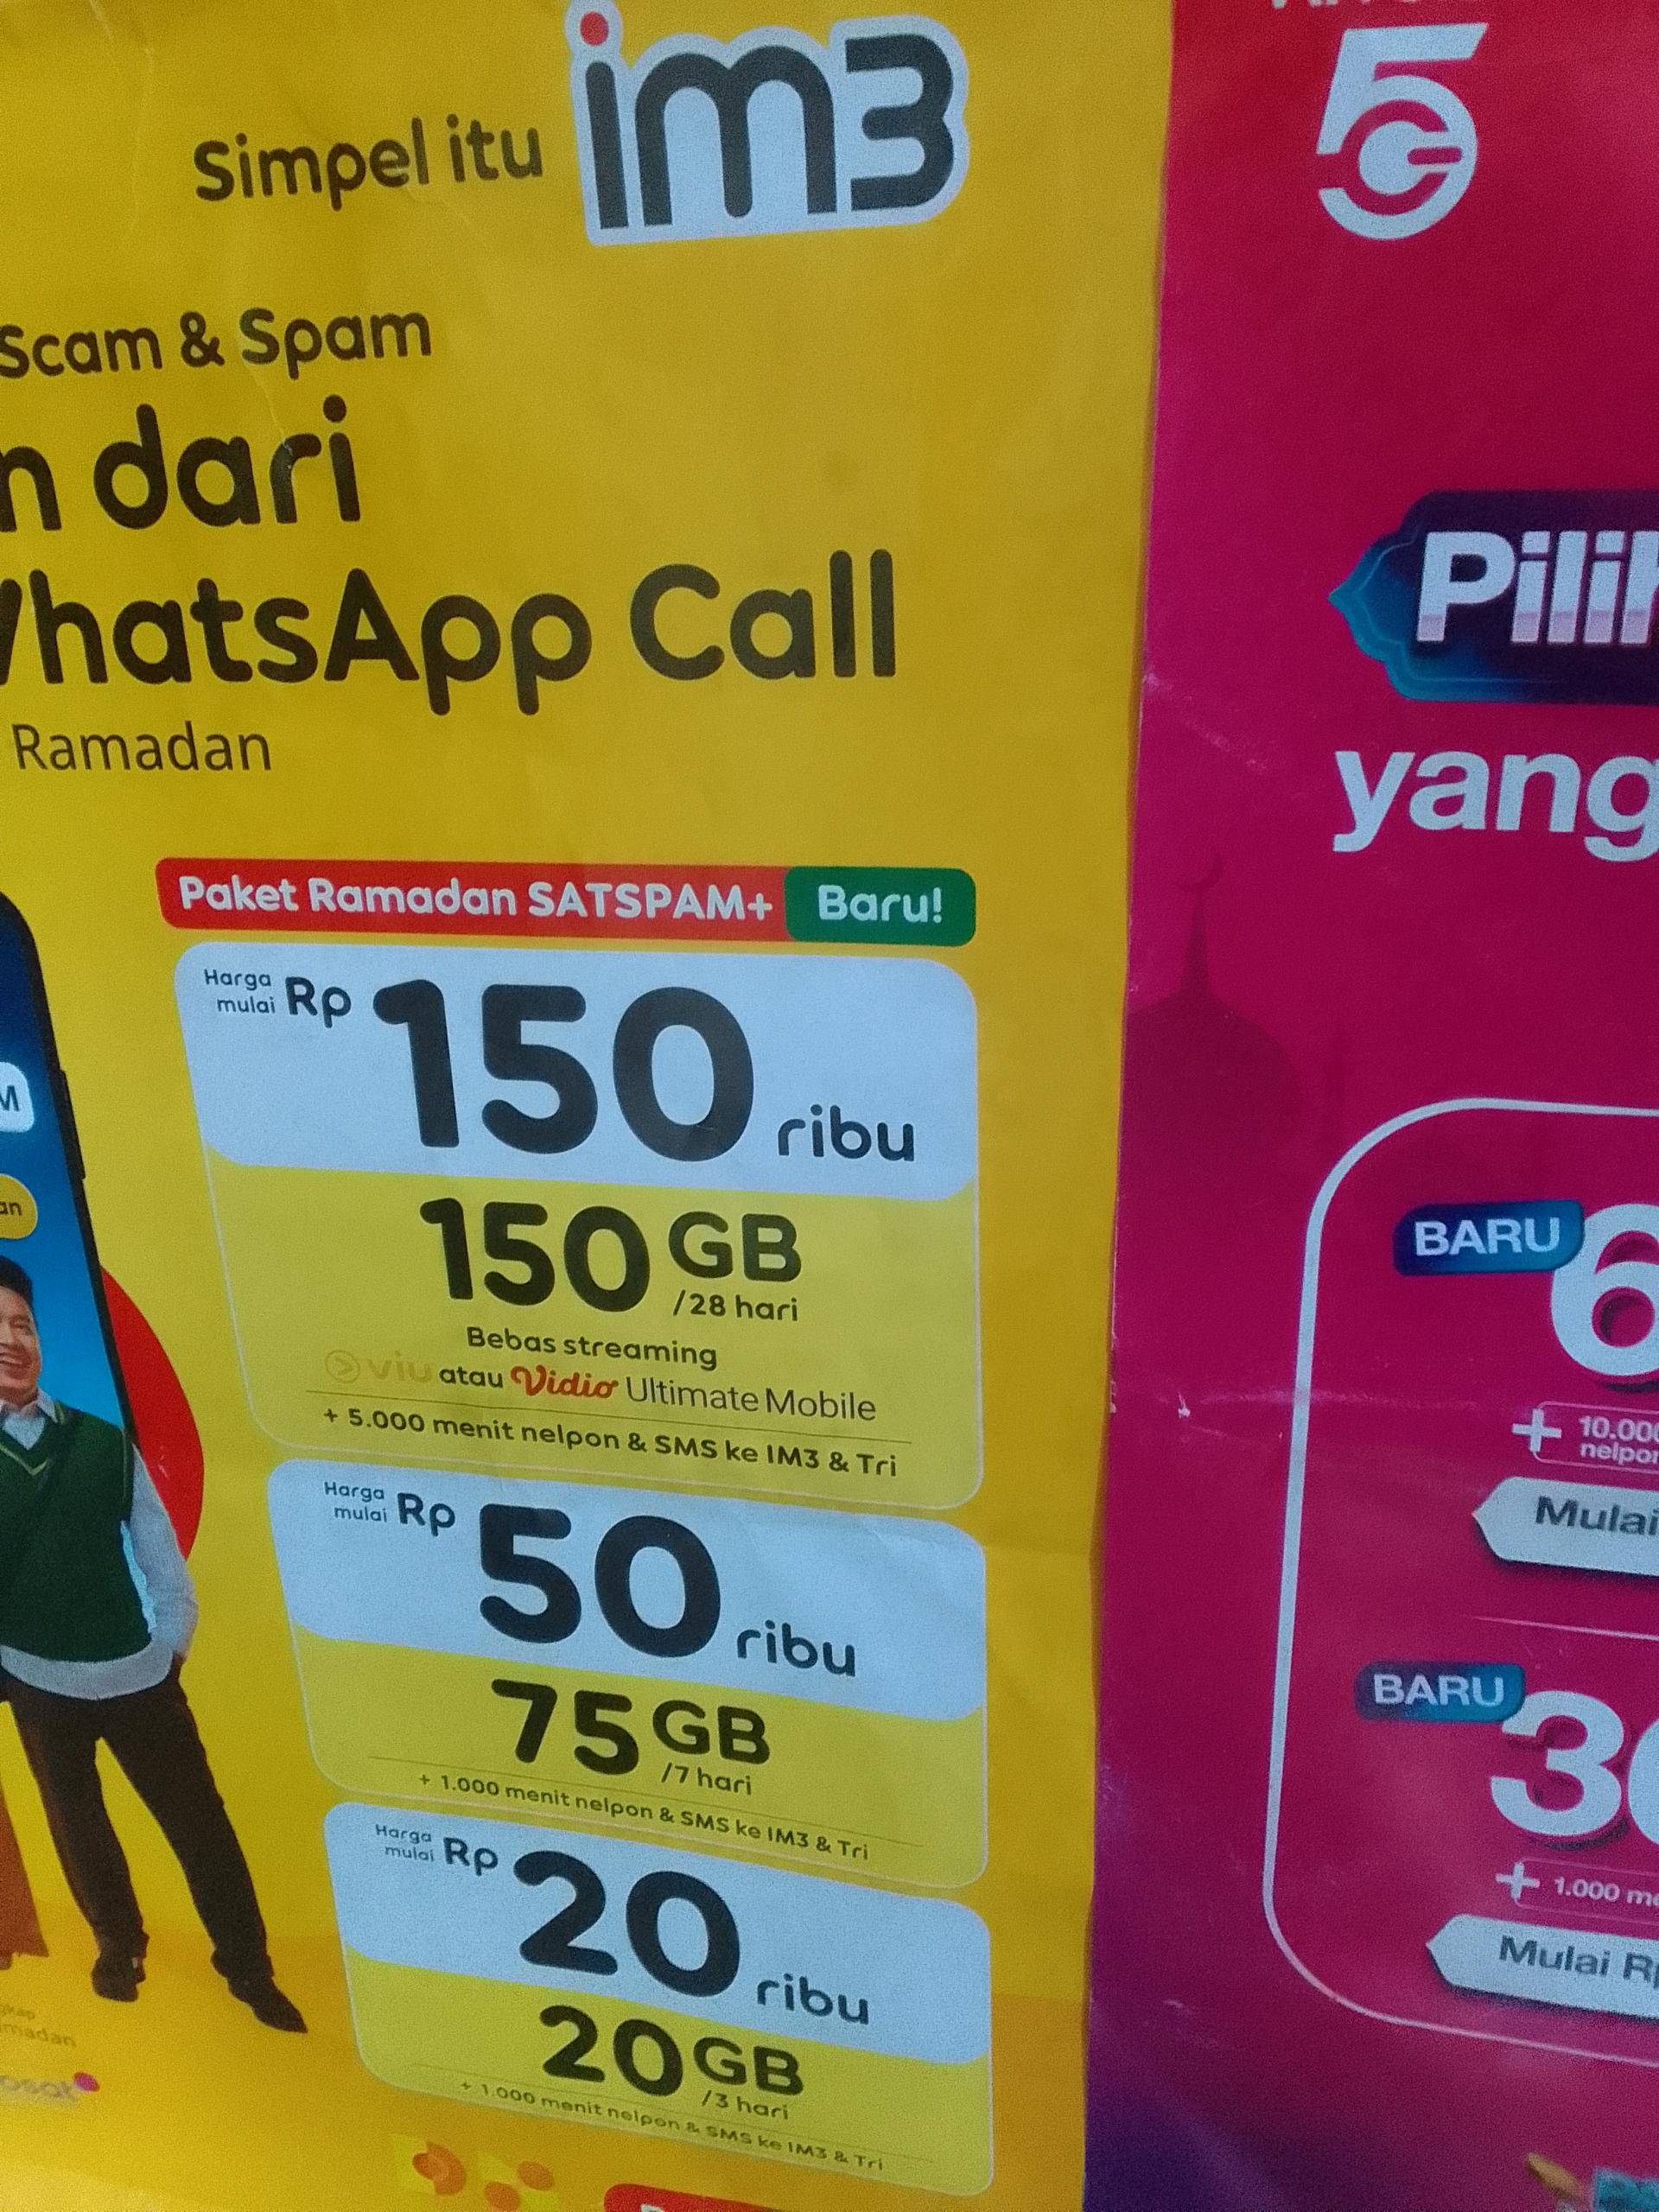 Simpel itu im3
Scam & Spam
dari
WhatsApp Call
Ramadan
Paket Ramadan SATSPAM+ Baru!
Harga mulai Rp 150 ribu
150 GB /28 hari
Bebas streaming
viu atau Vidio Ultimate Mobile
+ 5.000 menit nelpon & SMS ke IM3 & Tri
Harga mulai Rp 50 ribu
75 GB /7 hari
+ 1.000 menit nelpon & SMS ke IM3 & Tri
Harga mulai Rp 20 ribu
20 GB /3 hari
+ 1.000 menit nelpon & SMS ke IM3 & Tri
5G
yang
BARU
+ 10.000
nelpon
Mulai
BARU
+ 1.000
Mulai Rp